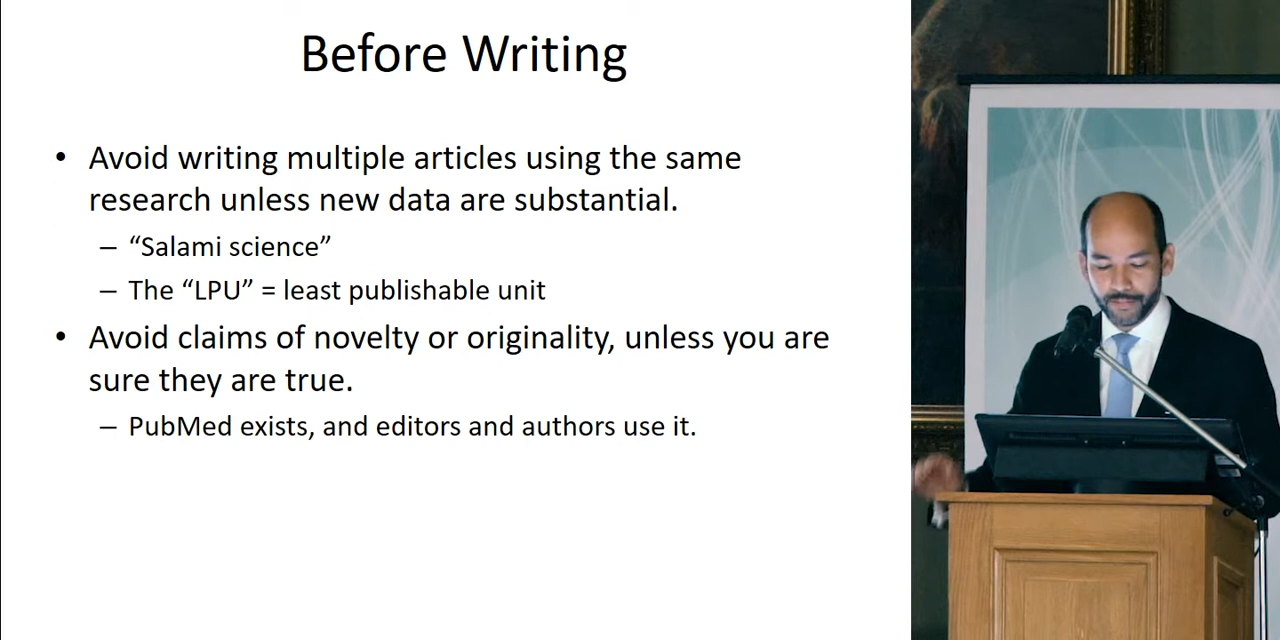 Before Writing
• Avoid writing multiple articles using the same
research unless new data are substantial.
– “Salami science”
– The “LPU” = least publishable unit
• Avoid claims of novelty or originality, unless you are
sure they are true.
– PubMed exists, and editors and authors use it.